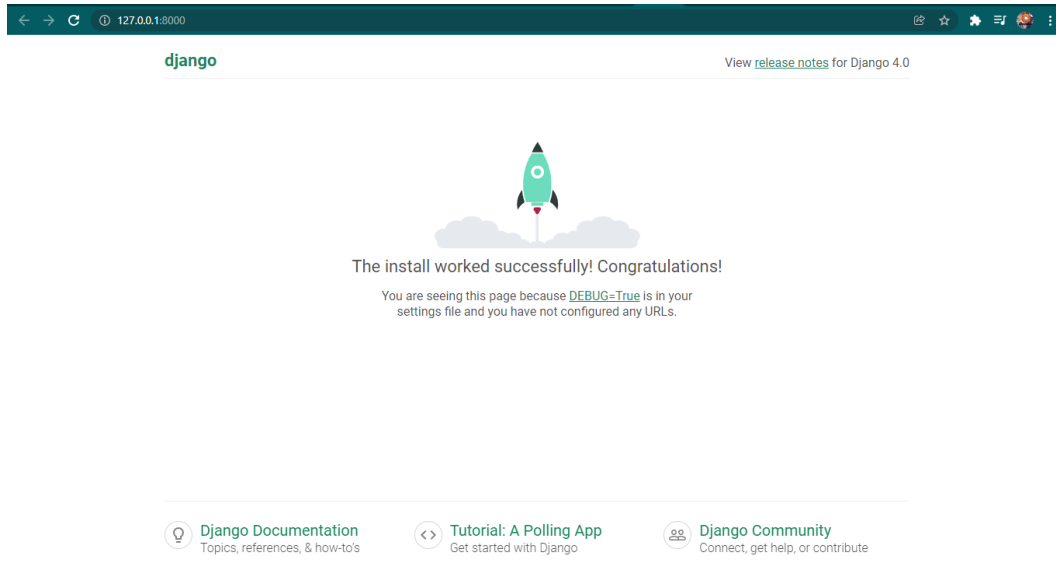 127.0.0.1:8000
django
View release notes for Django 4.0
The install worked successfully! Congratulations!
You are seeing this page because DEBUG=True is in your
settings file and you have not configured any URLs.
Django Documentation
Topics, references, & how-to's
Tutorial: A Polling App
Get started with Django
Django Community
Connect, get help, or contribute